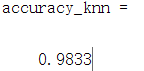 accuracy_knn =
0.9833